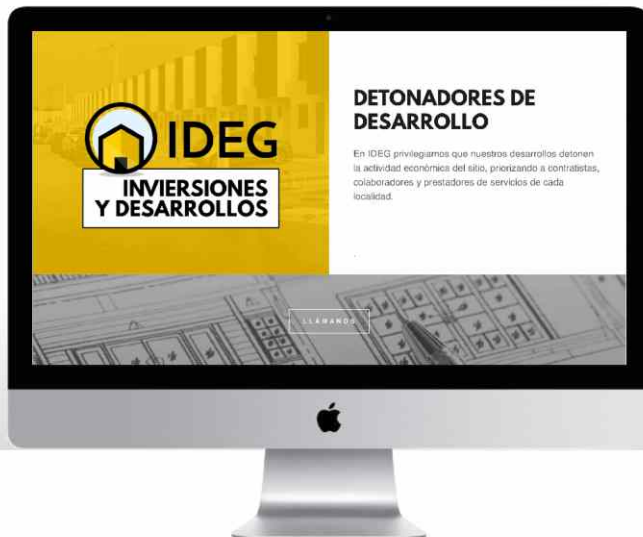 IDEG
INVIERSIONES
Y DESARROLLOS
DETONADORES DE
DESARROLLO
En IDEG privilegiamos que nuestros desarrollos detonen
la actividad económica del sitio, priorizando a contratistas,
colaboradores y prestadores de servicios de cada
localidad.
.
LLÁMANOS